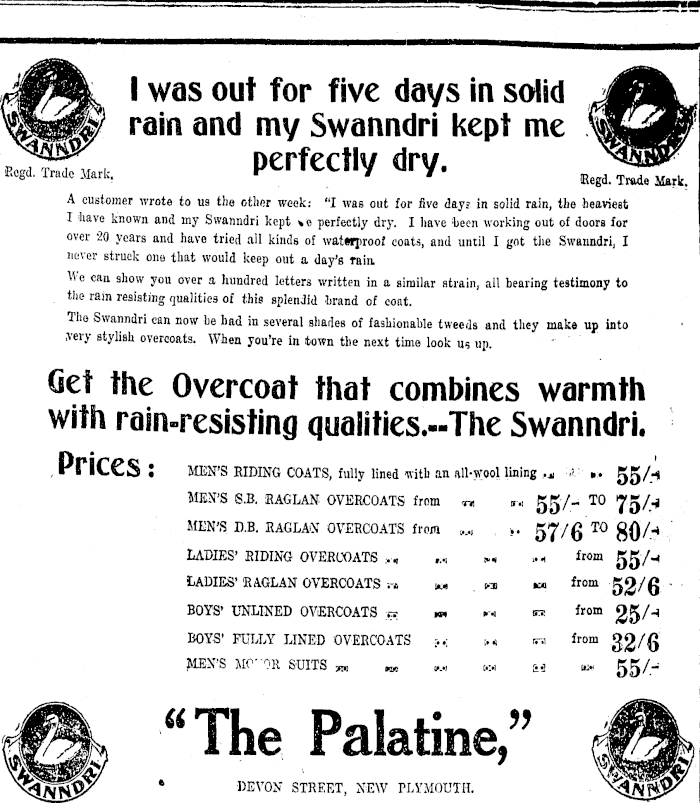 SWANNDRI
Regd. Trade Mark.
SWANNDRI
Regd. Trade Mark.
I was out for five days in solid
rain and my Swanndri kept me
perfectly dry.
A customer wrote to us the other week: "I was out for five days in solid rain, the heaviest
I have known and my Swanndri kept me perfectly dry. I have been working out of doors for
over 20 years and have tried all kinds of waterproof coats, and until I got the Swanndri, I
never struck one that would keep out a day's rain
We can show you over a hundred letters written in a similar strain, all bearing testimony to
the rain resisting qualities of this splendid brand of coat.
The Swanndri can now be had in several shades of fashionable tweeds and they make up into
very stylish overcoats. When you're in town the next time look us up.
Get the Overcoat that combines warmth
with rain-resisting qualities.--The Swanndri.
Prices:
MEN'S RIDING COATS, fully lined with an all-wool lining .. .. 55/-
MEN'S S.B. RAGLAN OVERCOATS from .. .. 55/- TO 75/-
MEN'S D.B. RAGLAN OVERCOATS from .. .. 57/6 TO 80/-
LADIES' RIDING OVERCOATS .. .. .. .. from 55/-
LADIES' RAGLAN OVERCOATS .. .. .. .. from 52/6
BOYS' UNLINED OVERCOATS .. .. .. .. from 25/-
BOYS' FULLY LINED OVERCOATS .. .. .. from 32/6
MEN'S MOTOR SUITS .. .. .. .. .. .. 55/-
SWANNDRI
"The Palatine,"
DEVON STREET, NEW PLYMOUTH.
SWANNDRI